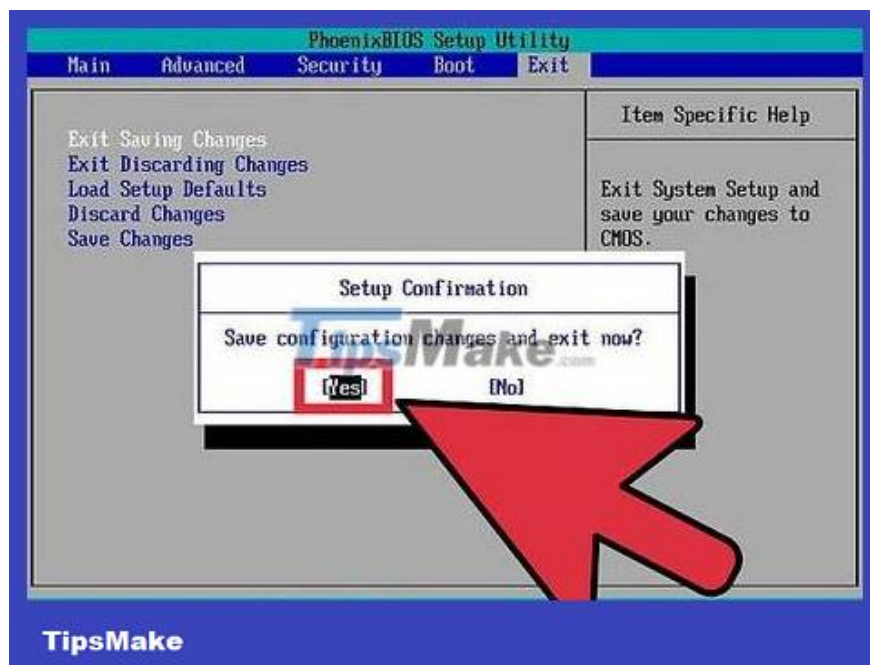 PhoenixBIOS Setup Utility
Main Advanced Security Boot Exit
Item Specific Help
Exit Saving Changes
Exit Discarding Changes
Load Setup Defaults
Discard Changes
Save Changes
Exit System Setup and
save your changes to
CMOS.
Setup Confirmation
Save configuration changes and exit now?
TipsMake.com
[Yes] [No]
TipsMake